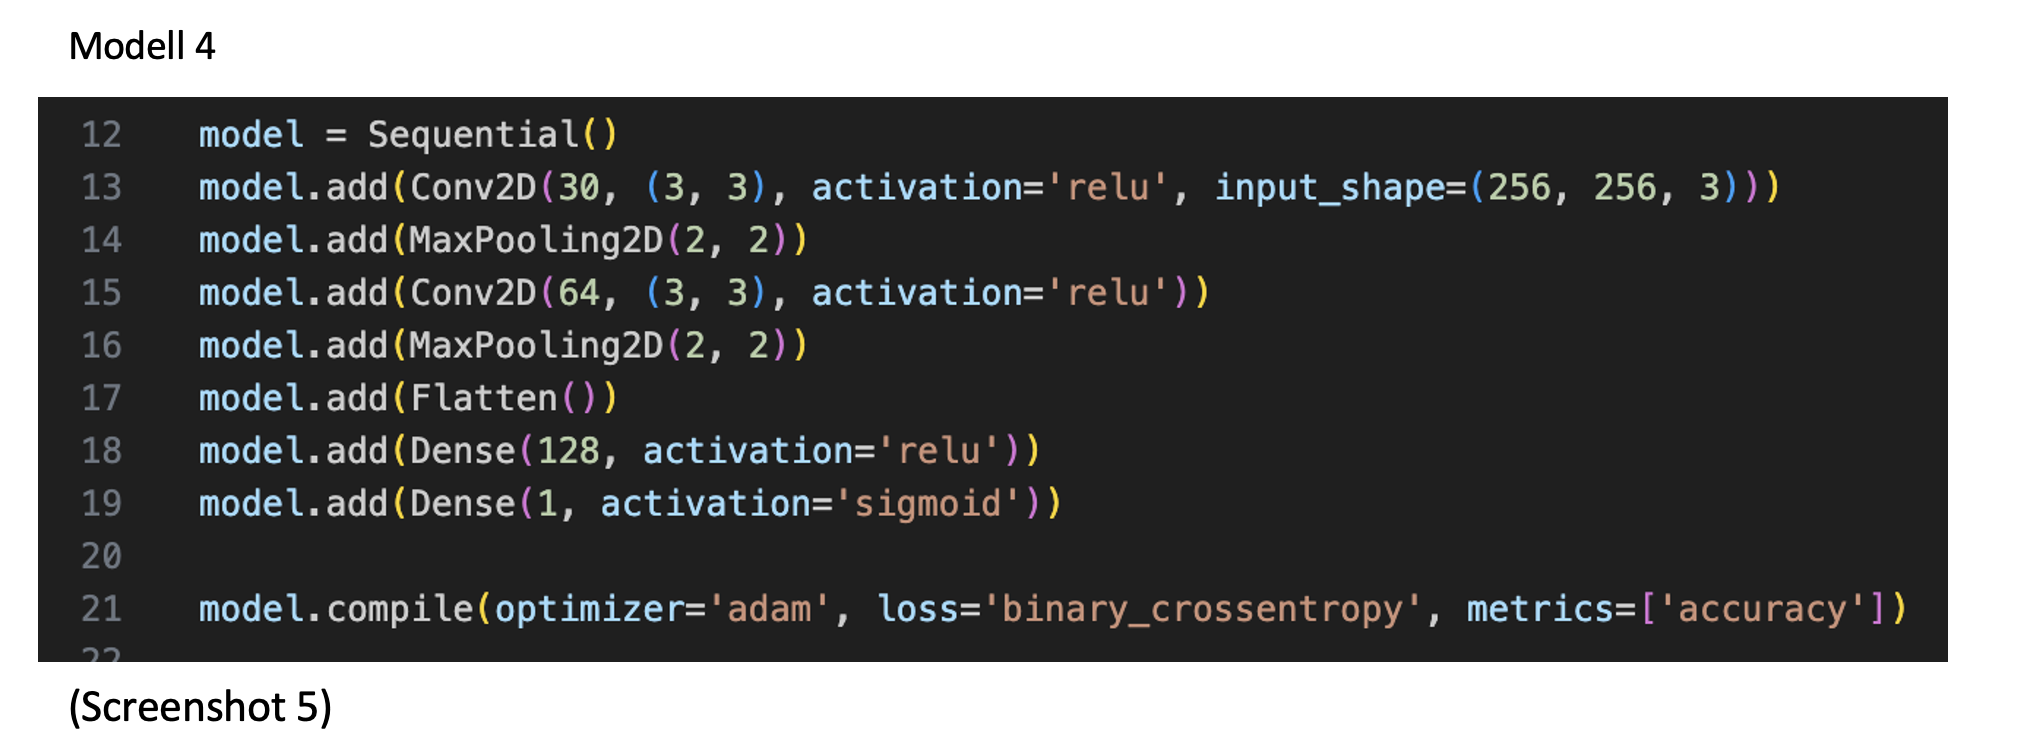 Modell 4
12 model = Sequential()
13 model.add(Conv2D(30, (3, 3), activation='relu', input_shape=(256, 256, 3)))
14 model.add(MaxPooling2D(2, 2))
15 model.add(Conv2D(64, (3, 3), activation='relu'))
16 model.add(MaxPooling2D(2, 2))
17 model.add(Flatten())
18 model.add(Dense(128, activation='relu'))
19 model.add(Dense(1, activation='sigmoid'))
20
21 model.compile(optimizer='adam', loss='binary_crossentropy', metrics=['accuracy'])
22
(Screenshot 5)